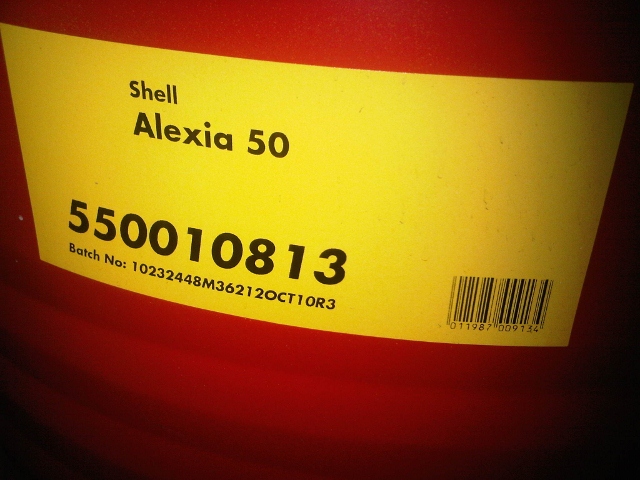 Shell
Alexia 50
550010813
Batch No: 10232448M36212OCT10R3
011987 009134